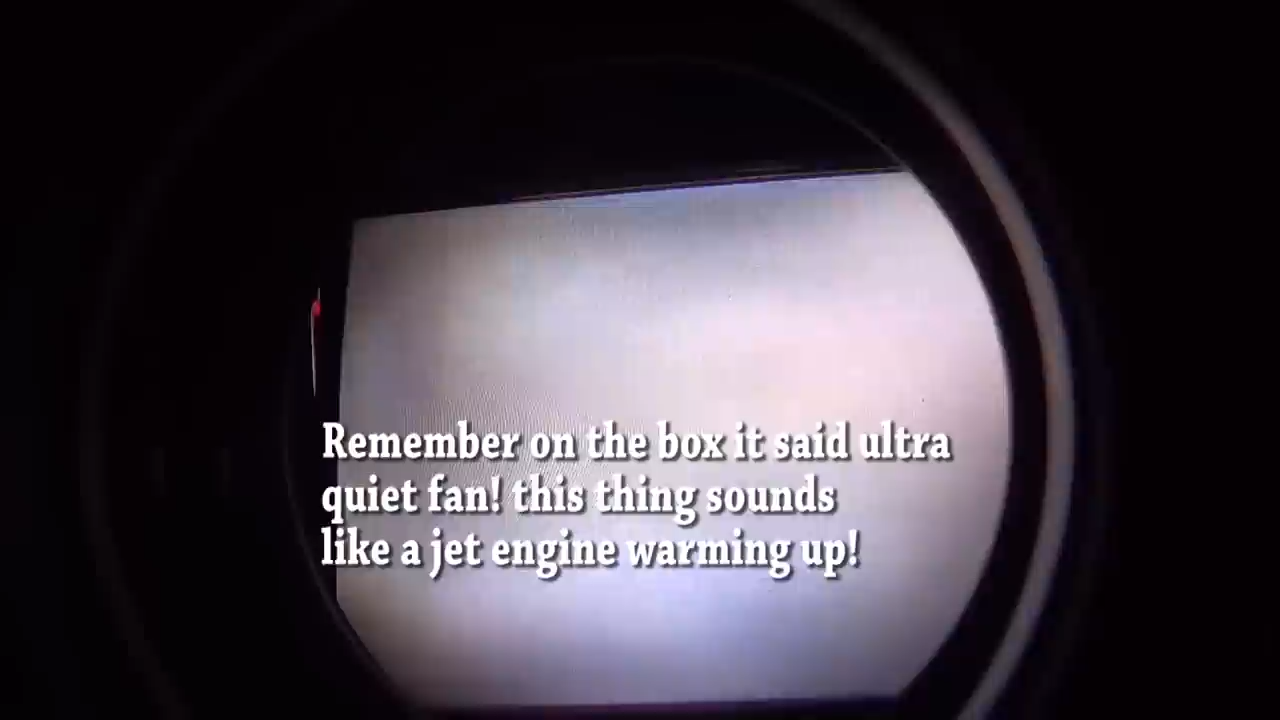 Remember on the box it said ultra
quiet fan! this thing sounds
like a jet engine warming up!